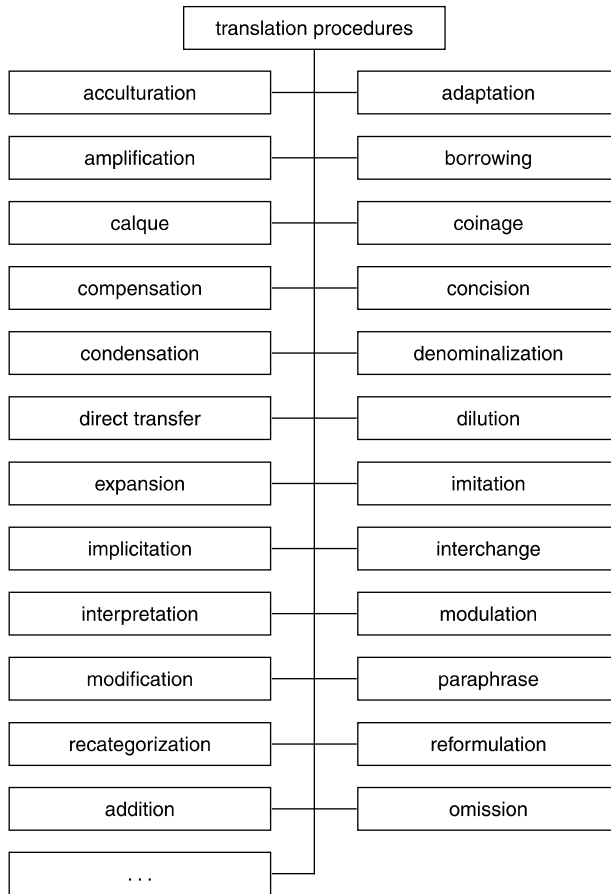 translation procedures
acculturation
adaptation
amplification
borrowing
calque
coinage
compensation
concision
condensation
denominalization
direct transfer
dilution
expansion
imitation
implicitation
interchange
interpretation
modulation
modification
paraphrase
recategorization
reformulation
addition
omission
. . .